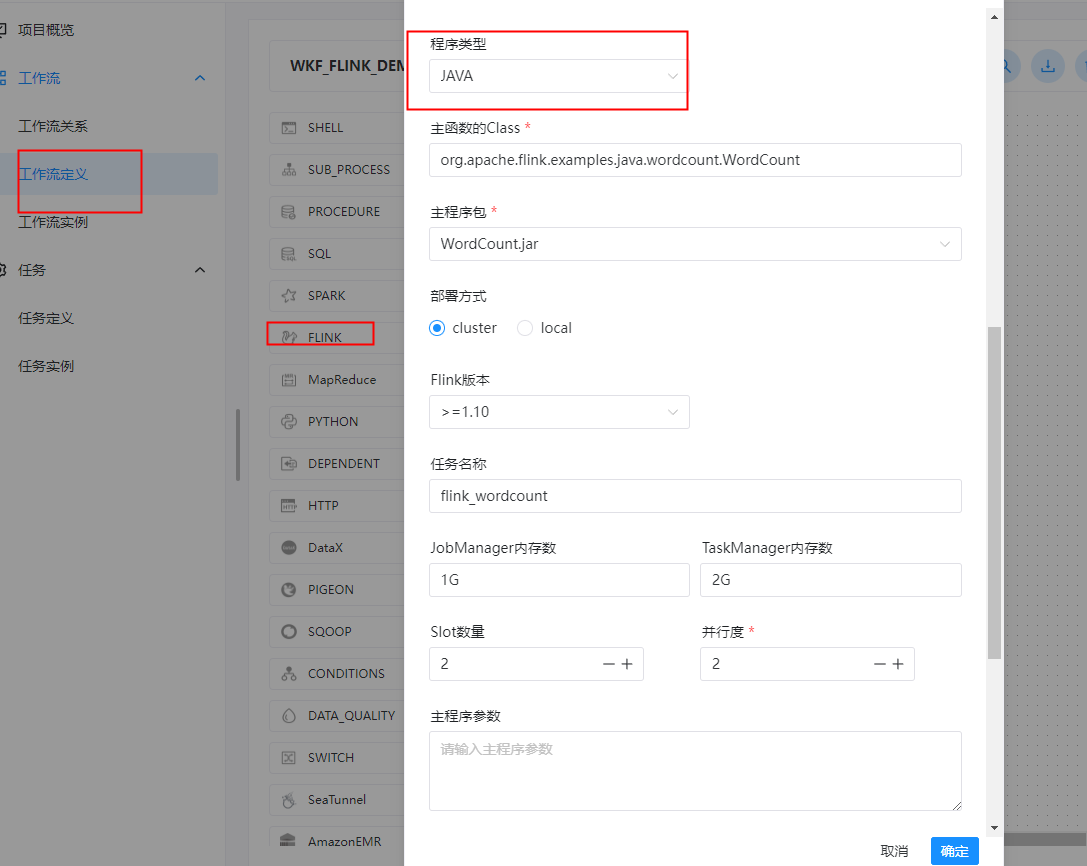 项目概览
工作流
工作流关系
工作流定义
工作流实例
任务
任务定义
任务实例
WKF_FLINK_DEM
SHELL
SUB_PROCESS
PROCEDURE
SQL
SPARK
FLINK
MapReduce
PYTHON
DEPENDENT
HTTP
DataX
PIGEON
SQOOP
CONDITIONS
DATA_QUALITY
SWITCH
SeaTunnel
AmazonEMR
程序类型
JAVA
主函数的Class *
org.apache.flink.examples.java.wordcount.WordCount
主程序包 *
WordCount.jar
部署方式
cluster local
Flink版本
>=1.10
任务名称
flink_wordcount
JobManager内存数 TaskManager内存数
1G 2G
Slot数量 并行度 *
2 2
主程序参数
请输入主程序参数
取消 确定